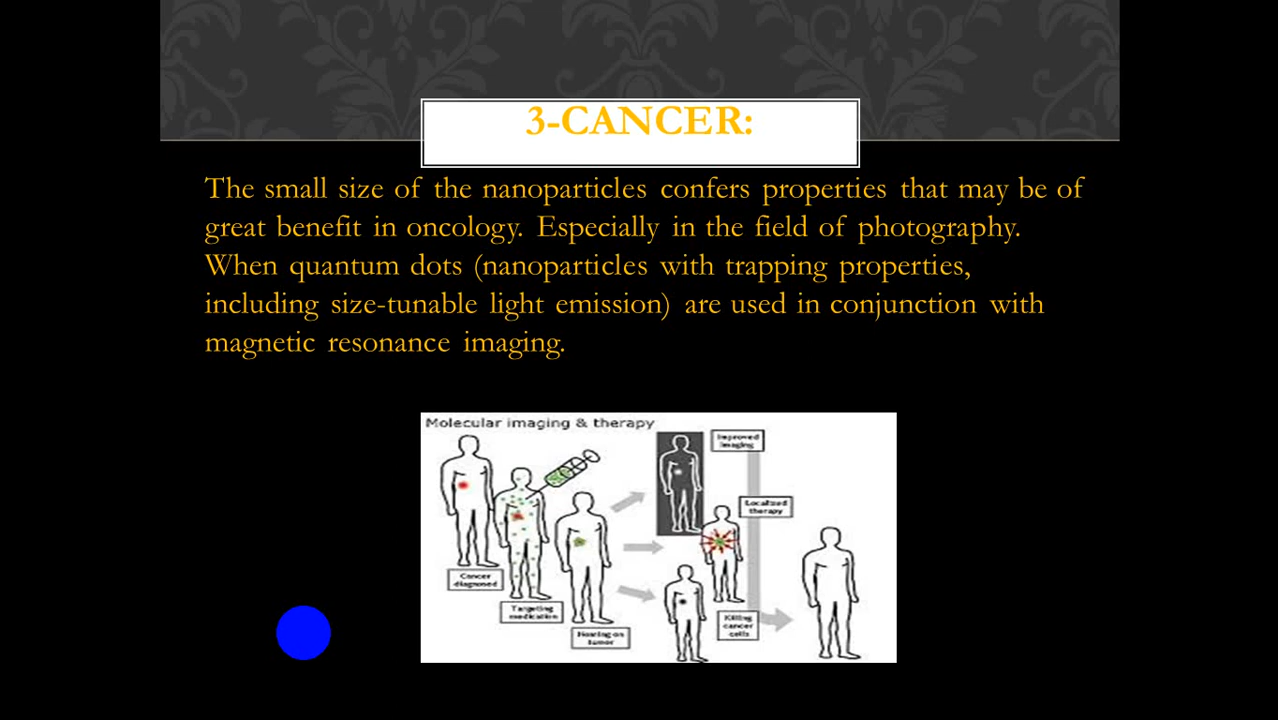 3-CANCER:
The small size of the nanoparticles confers properties that may be of
great benefit in oncology. Especially in the field of photography.
When quantum dots (nanoparticles with trapping properties,
including size-tunable light emission) are used in conjunction with
magnetic resonance imaging.
Molecular imaging & therapy
Improved
imaging
Localized
therapy
Cancer
diagnosed
Targeting
medication
Killing
cancer
cells
on
tumor